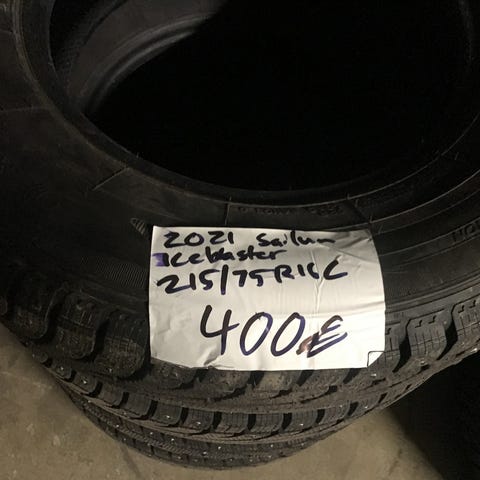 2021 Sailun
Iceblaster
215/75R16C
400€